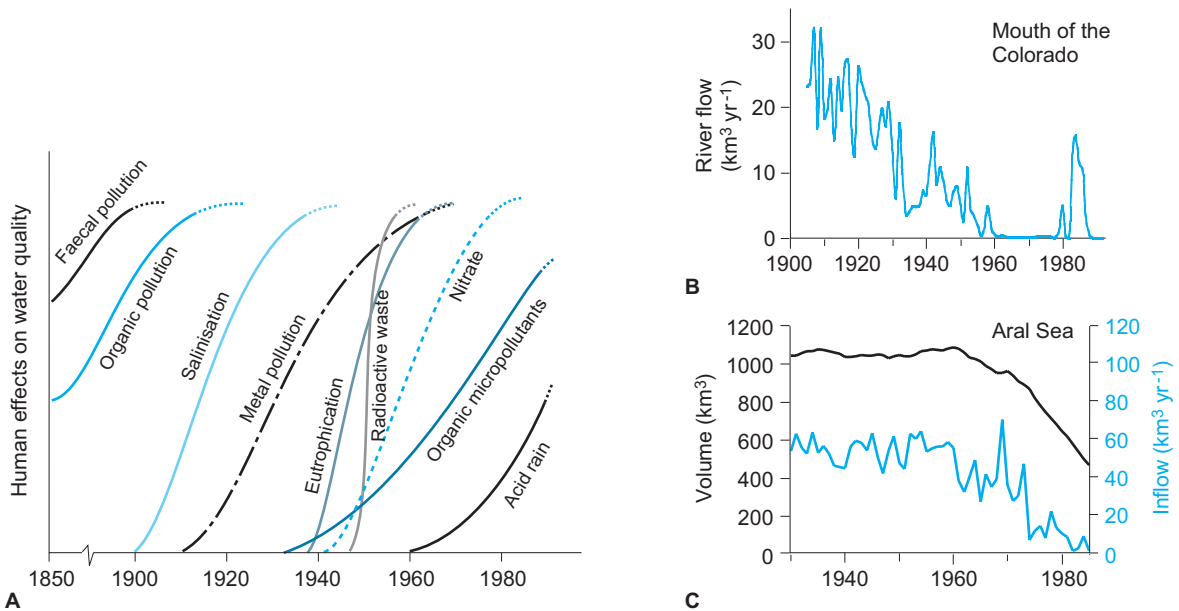 Human effects on water quality
Faecal pollution
Organic pollution
Salinisation
Metal pollution
Eutrophication
Radioactive waste
Nitrate
Organic micropollutants
Acid rain
1850 1900 1920 1940 1960 1980
A
Mouth of the
Colorado
River flow
(km³ yr⁻¹)
30
20
10
0
1900 1920 1940 1960 1980
B
Aral Sea
Volume (km³)
1200
1000
800
600
400
200
0
Inflow (km³ yr⁻¹)
120
100
80
60
40
20
0
1940 1960 1980
C